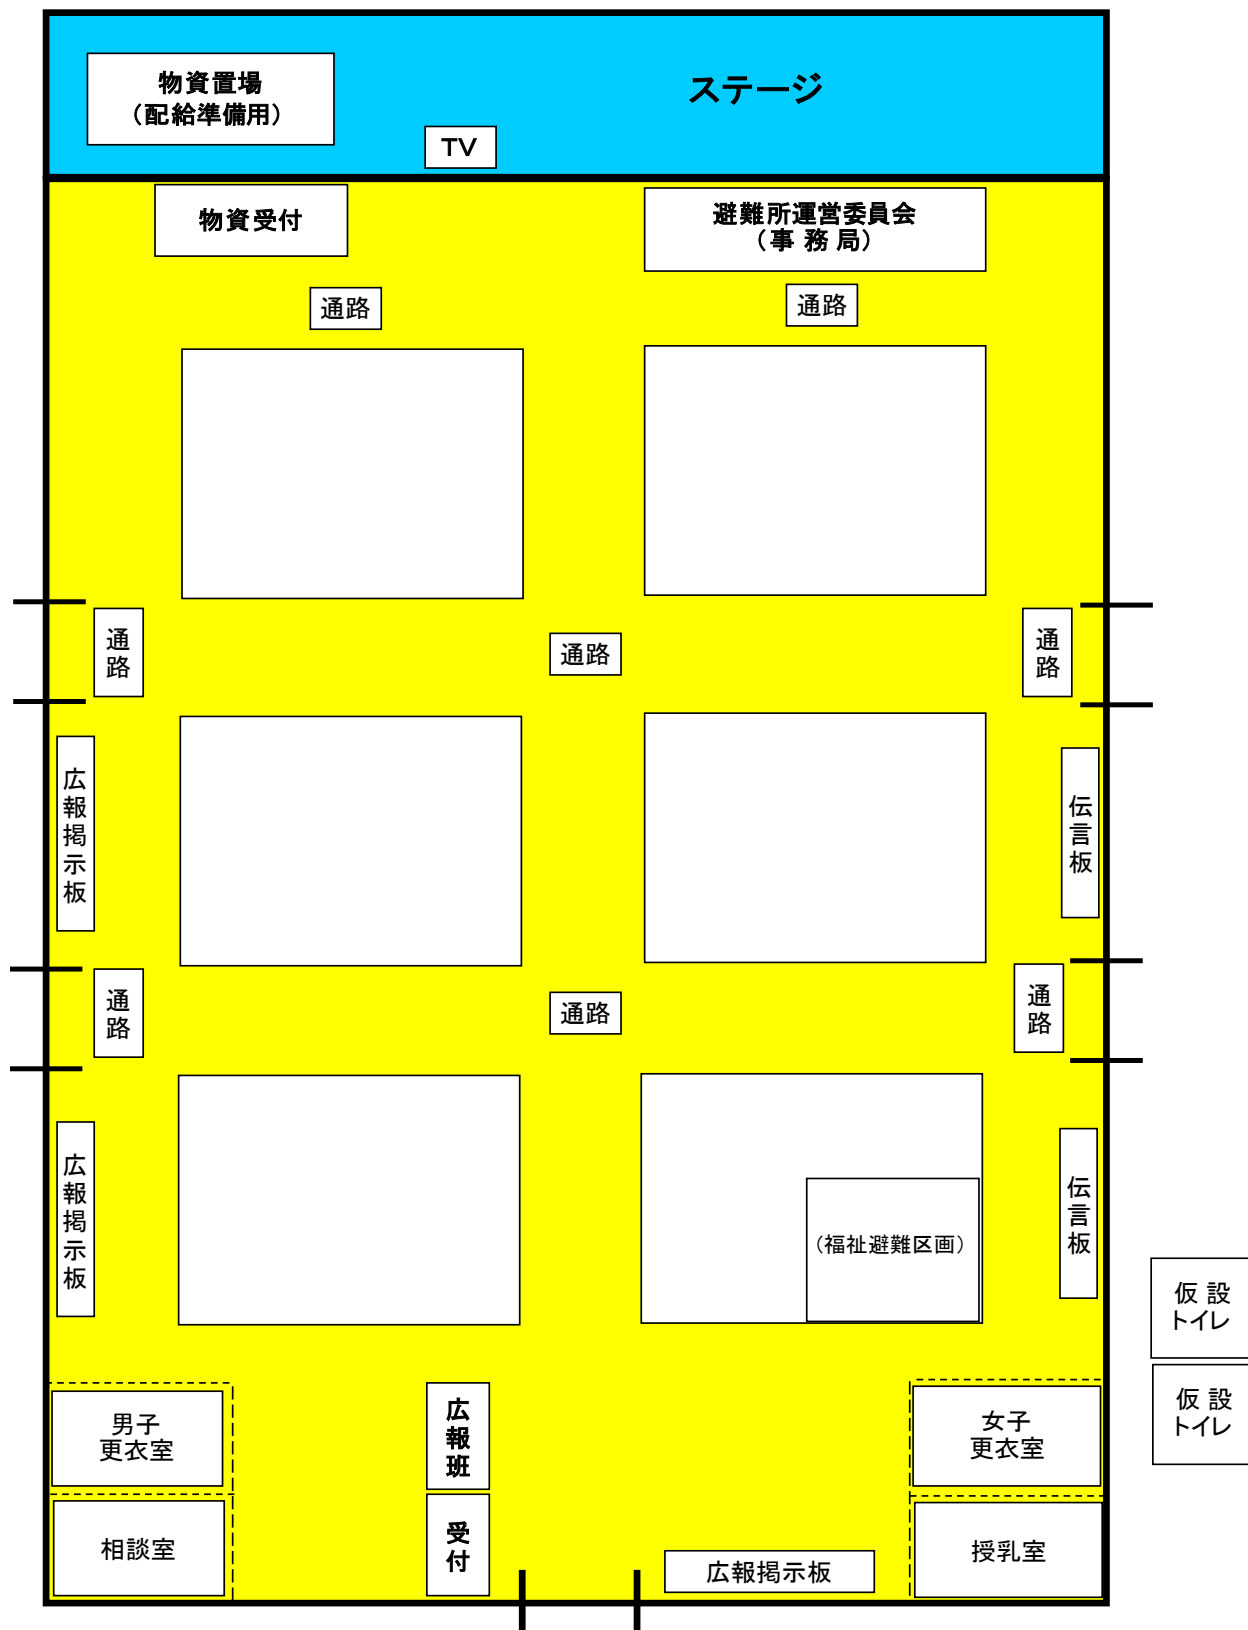 物資置場
（配給準備用）
ステージ
TV
物資受付
避難所運営委員会
（事 務 局）
通路
通路
通路
通路
通路
広報掲示板
伝言板
通路
通路
通路
広報掲示板
伝言板
（福祉避難区画）
仮 設
トイレ
仮 設
トイレ
男子
更衣室
広報班
女子
更衣室
相談室
受付
広報掲示板
授乳室